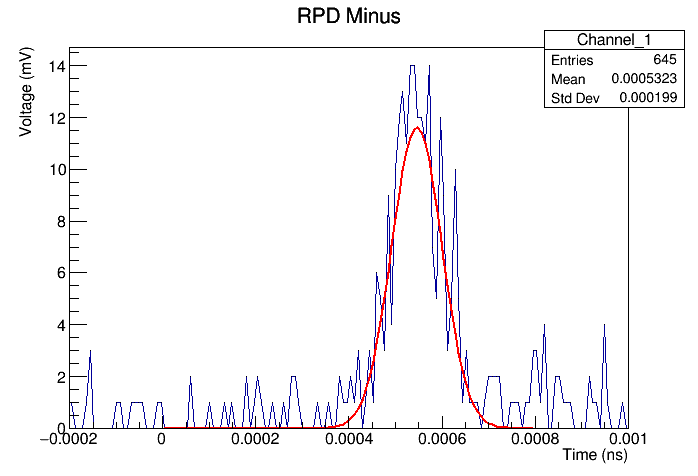 RPD Minus
Channel_1
Entries 645
Mean 0.0005323
Std Dev 0.000199
Voltage (mV)
14
12
10
8
6
4
2
0
−0.0002 0 0.0002 0.0004 0.0006 0.0008 0.001
Time (ns)